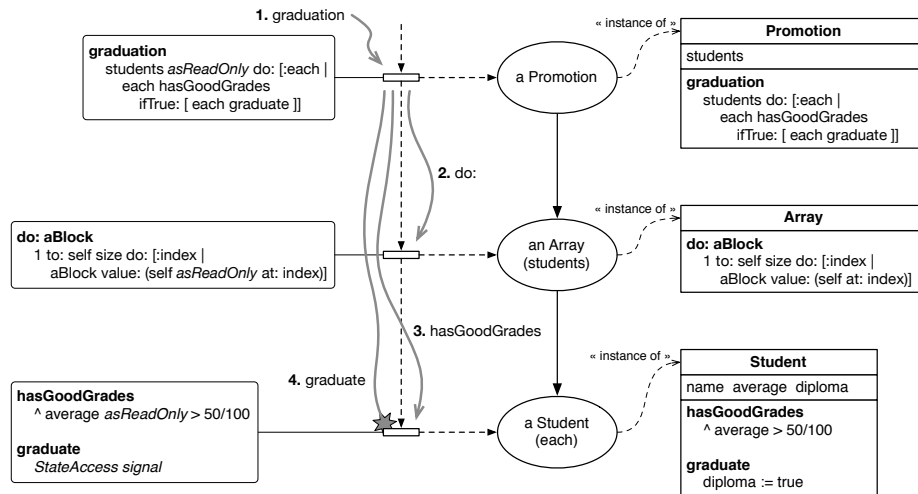 1. graduation
graduation
students asReadOnly do: [:each |
each hasGoodGrades
ifTrue: [ each graduate ]]
a Promotion
« instance of »
Promotion
students
graduation
students do: [:each |
each hasGoodGrades
ifTrue: [ each graduate ]]
2. do:
do: aBlock
1 to: self size do: [:index |
aBlock value: (self asReadOnly at: index)]
an Array
(students)
« instance of »
Array
do: aBlock
1 to: self size do: [:index |
aBlock value: (self at: index)]
3. hasGoodGrades
4. graduate
hasGoodGrades
^ average asReadOnly > 50/100
graduate
StateAccess signal
a Student
(each)
« instance of »
Student
name average diploma
hasGoodGrades
^ average > 50/100
graduate
diploma := true